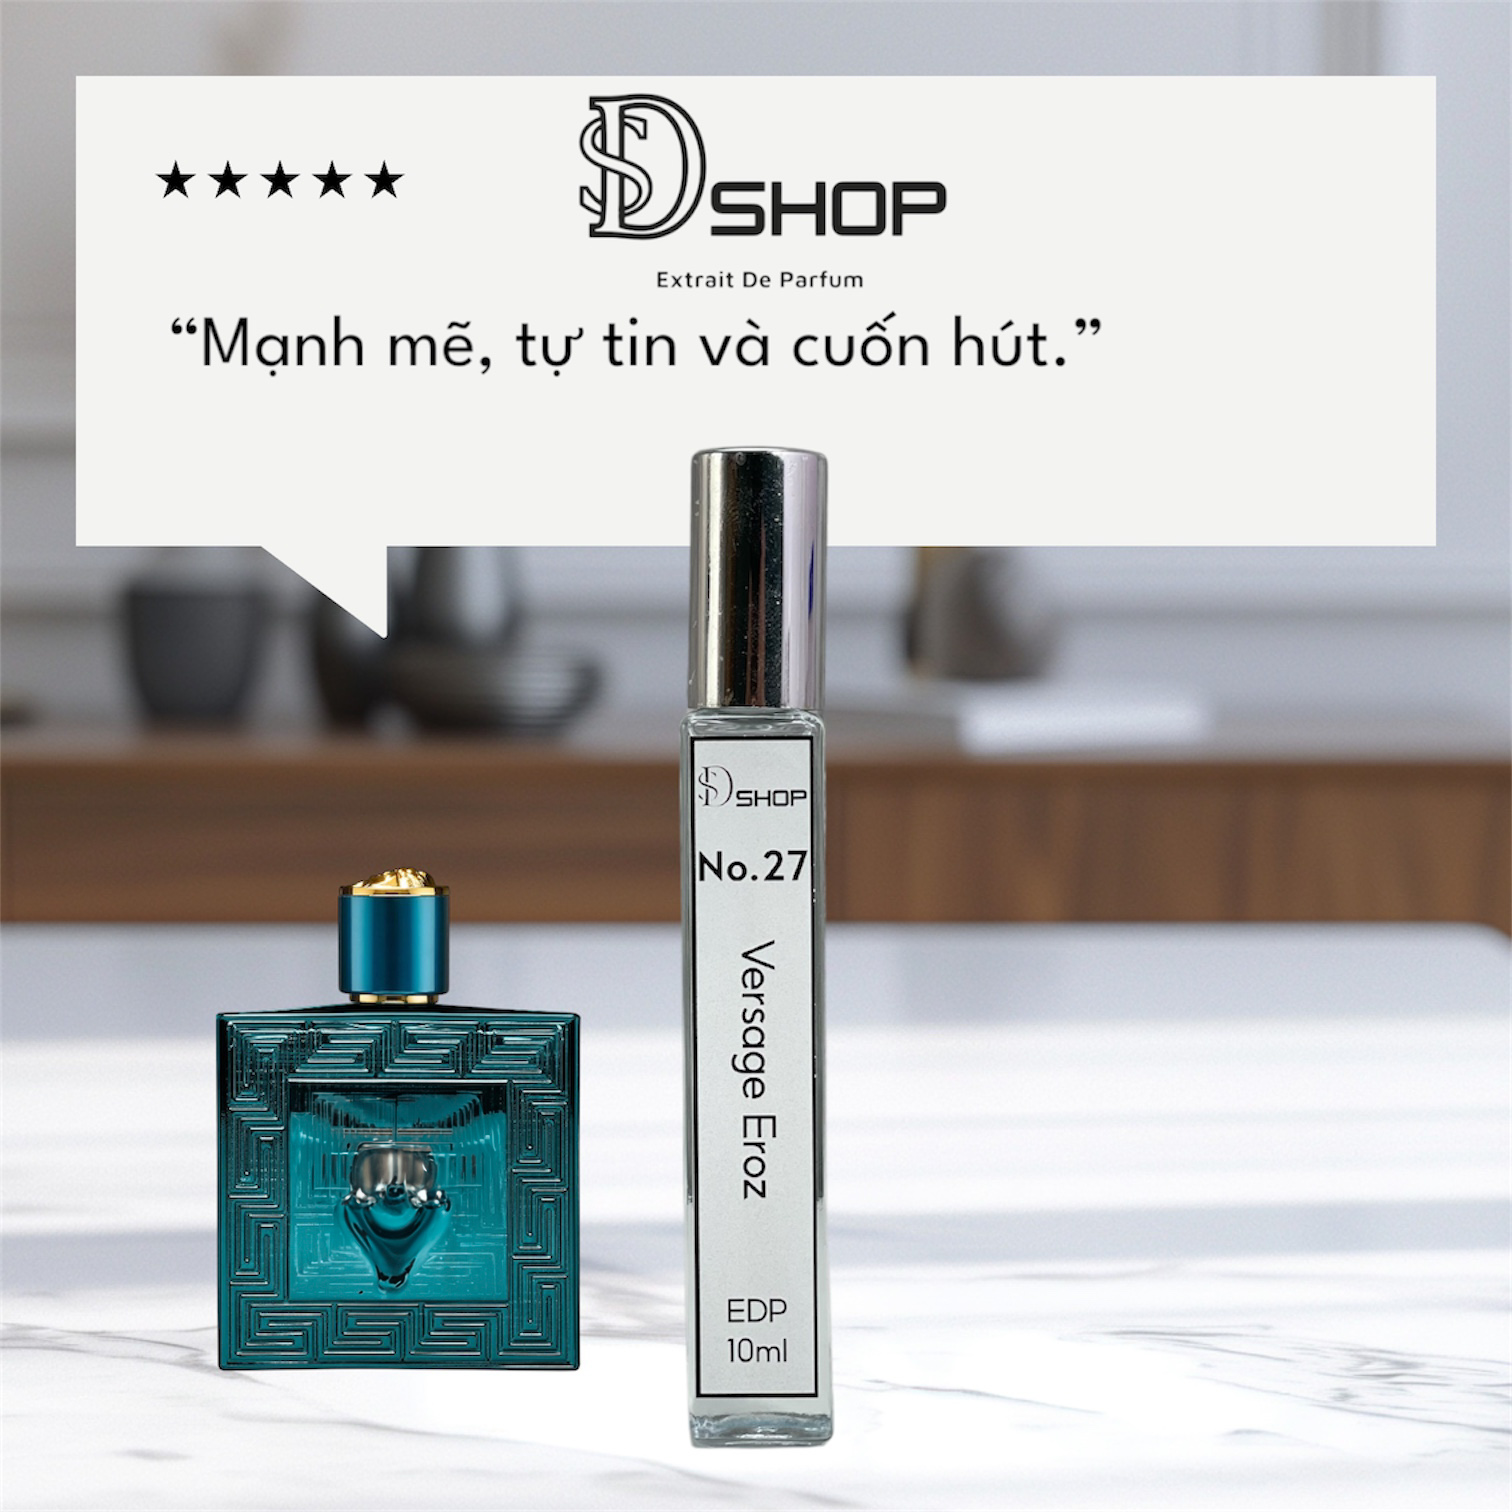 ★★★★★
SD SHOP
Extrait De Parfum
“Mạnh mẽ, tự tin và cuốn hút.”
SD SHOP
No.27
Versage Eroz
EDP
10ml